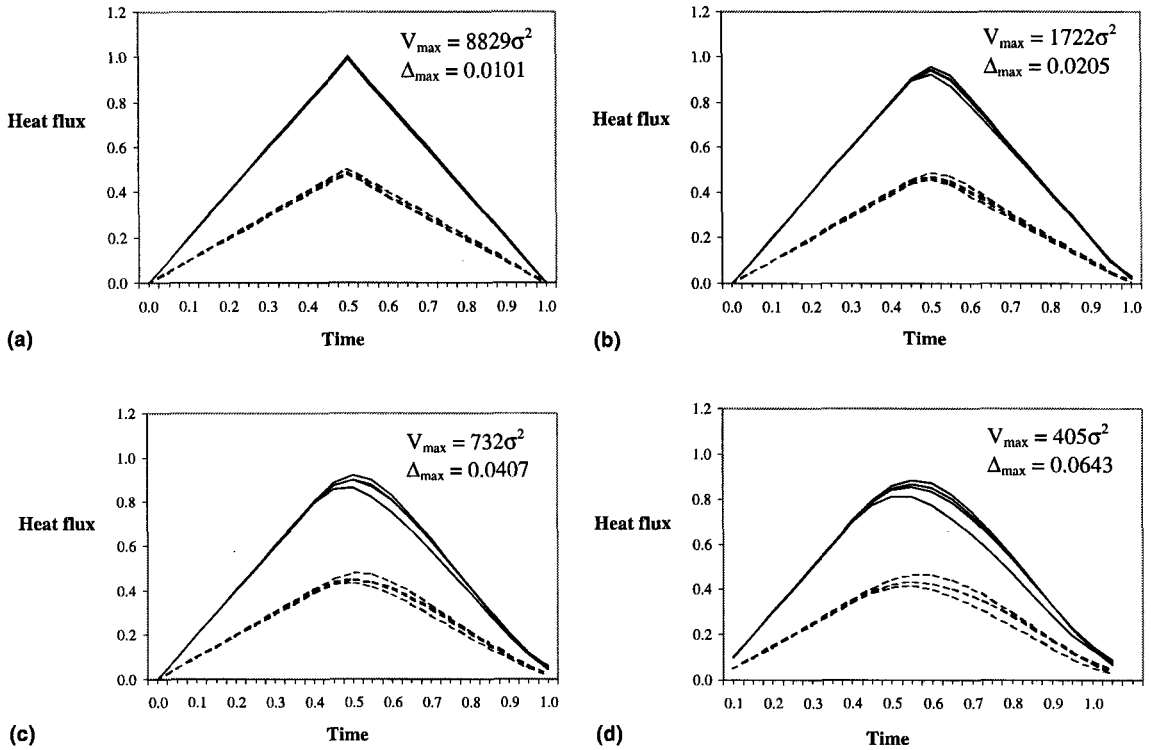 V_max = 8829σ²
Δ_max = 0.0101
1.2
1.0
0.8
0.6
0.4
0.2
0.0
Heat flux
0.0 0.1 0.2 0.3 0.4 0.5 0.6 0.7 0.8 0.9 1.0
Time
(a)
V_max = 1722σ²
Δ_max = 0.0205
1.2
1.0
0.8
0.6
0.4
0.2
0.0
Heat flux
0.0 0.1 0.2 0.3 0.4 0.5 0.6 0.7 0.8 0.9 1.0
Time
(b)
V_max = 732σ²
Δ_max = 0.0407
1.2
1.0
0.8
0.6
0.4
0.2
0.0
Heat flux
0.0 0.1 0.2 0.3 0.4 0.5 0.6 0.7 0.8 0.9 1.0
Time
(c)
V_max = 405σ²
Δ_max = 0.0643
1.2
1.0
0.8
0.6
0.4
0.2
0.0
Heat flux
0.1 0.2 0.3 0.4 0.5 0.6 0.7 0.8 0.9 1.0
Time
(d)